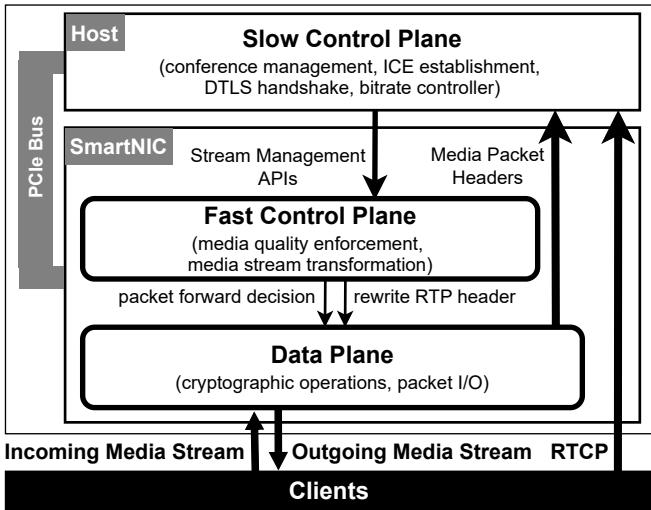 Host
Slow Control Plane
(conference management, ICE establishment,
DTLS handshake, bitrate controller)
PCIe Bus
SmartNIC
Stream Management
APIs
Media Packet
Headers
Fast Control Plane
(media quality enforcement,
media stream transformation)
packet forward decision
rewrite RTP header
Data Plane
(cryptographic operations, packet I/O)
Incoming Media Stream
Outgoing Media Stream
RTCP
Clients